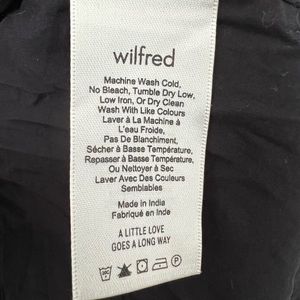 wilfred
Machine Wash Cold,
No Bleach, Tumble Dry Low,
Low Iron, Or Dry Clean
Wash With Like Colours
Laver À La Machine à
L'eau Froide,
Pas De Blanchiment,
Sécher à Basse Température,
Repasser à Basse Température,
Ou Nettoyer à Sec
Laver Avec Des Couleurs
Semblables
Made in India
Fabriqué en Inde
A LITTLE LOVE
GOES A LONG WAY
P